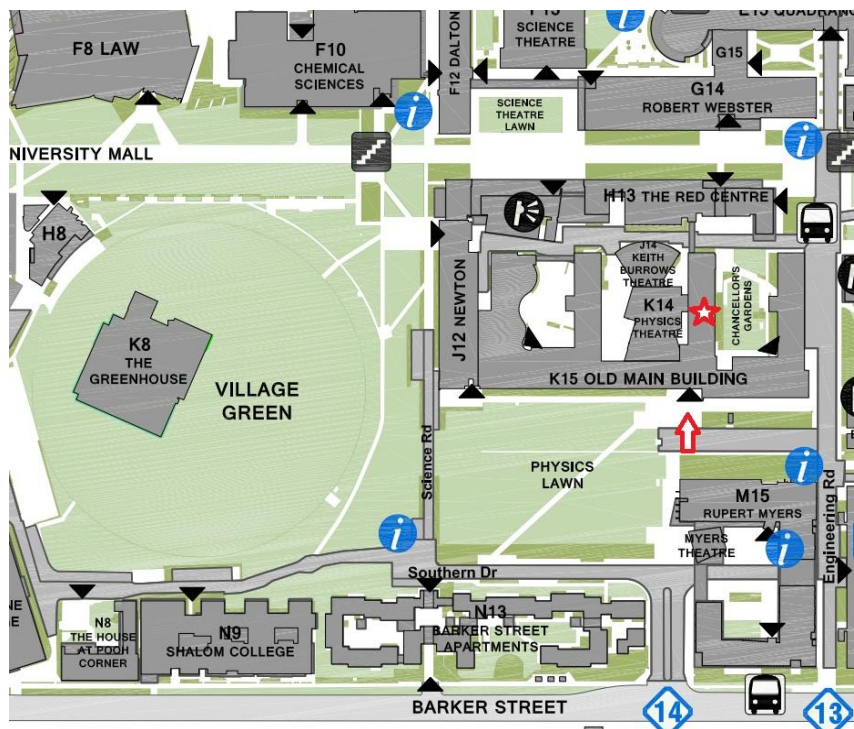 F8 LAW
F10
CHEMICAL
SCIENCES
F12 DALTON
SCIENCE
THEATRE
G15
G14
ROBERT WEBSTER
SCIENCE
THEATRE
LAWN
NIVERSITY MALL
H8
H13 THE RED CENTRE
J14
KEITH
BURROWS
THEATRE
K14
PHYSICS
THEATRE
CHANCELLOR'S
GARDENS
J12 NEWTON
K15 OLD MAIN BUILDING
K8
THE
GREENHOUSE
VILLAGE
GREEN
Science Rd
PHYSICS
LAWN
M15
RUPERT MYERS
MYERS
THEATRE
Engineering Rd
Southern Dr
N8
THE HOUSE
AT POOH
CORNER
N9
SHALOM COLLEGE
N13
BARKER STREET
APARTMENTS
BARKER STREET
14
13